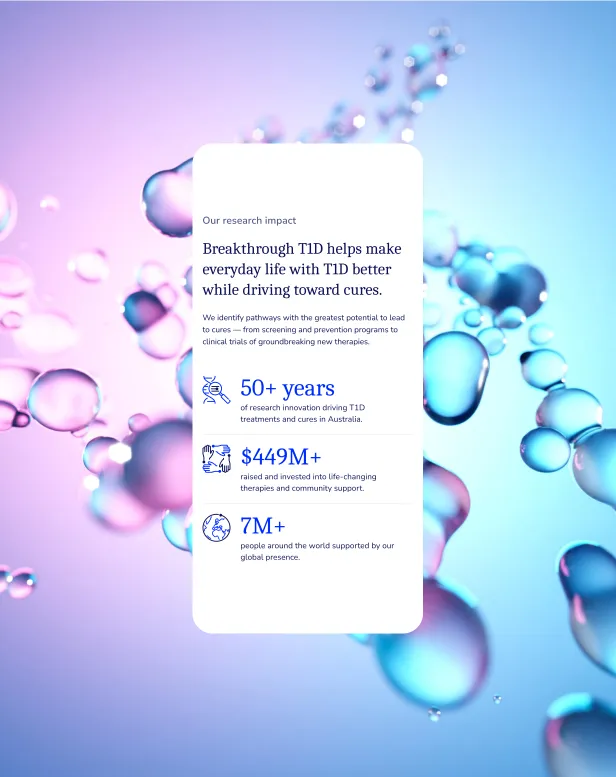 Our research impact
Breakthrough T1D helps make
everyday life with T1D better
while driving toward cures.
We identify pathways with the greatest potential to lead
to cures — from screening and prevention programs to
clinical trials of groundbreaking new therapies.
50+ years
of research innovation driving T1D
treatments and cures in Australia.
$449M+
raised and invested into life-changing
therapies and community support.
7M+
people around the world supported by our
global presence.